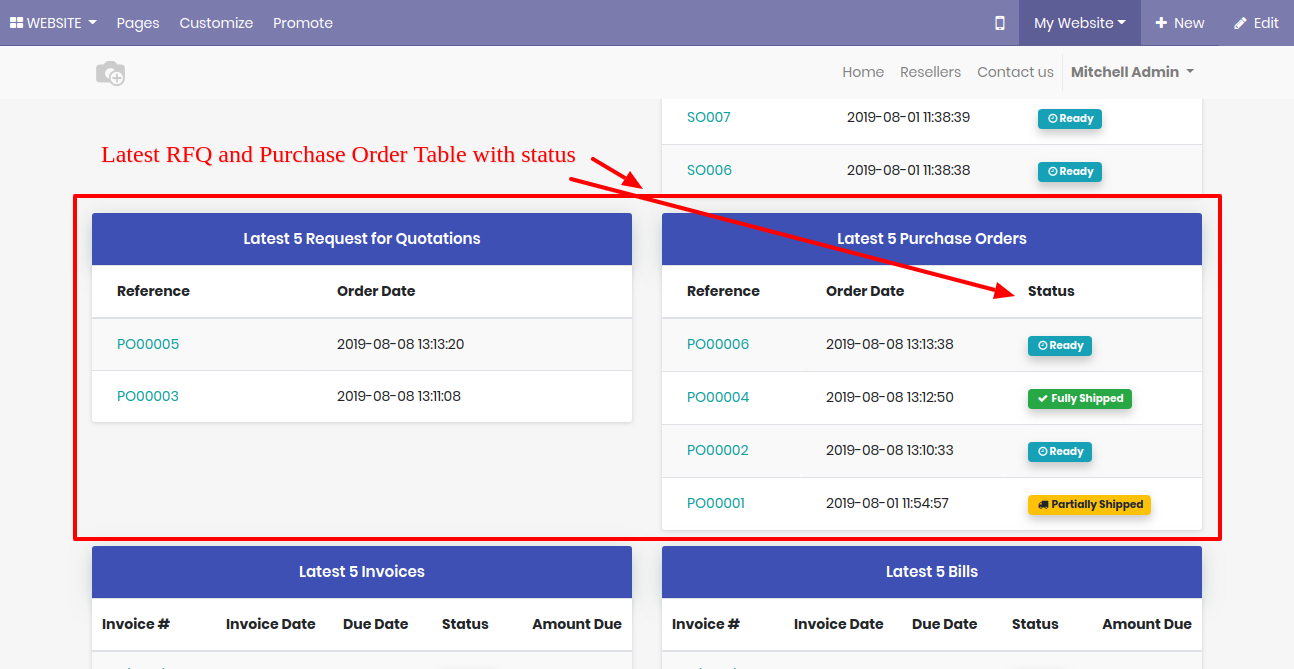 WEBSITE Pages Customize Promote My Website New Edit
Home Resellers Contact us Mitchell Admin
SO007 2019-08-01 11:38:39 Ready
Latest RFQ and Purchase Order Table with status
SO006 2019-08-01 11:38:38 Ready
Latest 5 Request for Quotations
Reference Order Date
PO00005 2019-08-08 13:13:20
PO00003 2019-08-08 13:11:08
Latest 5 Purchase Orders
Reference Order Date Status
PO00006 2019-08-08 13:13:38 Ready
PO00004 2019-08-08 13:12:50 Fully Shipped
PO00002 2019-08-08 13:10:33 Ready
PO00001 2019-08-01 11:54:57 Partially Shipped
Latest 5 Invoices
Invoice # Invoice Date Due Date Status Amount Due
Latest 5 Bills
Invoice # Invoice Date Due Date Status Amount Due